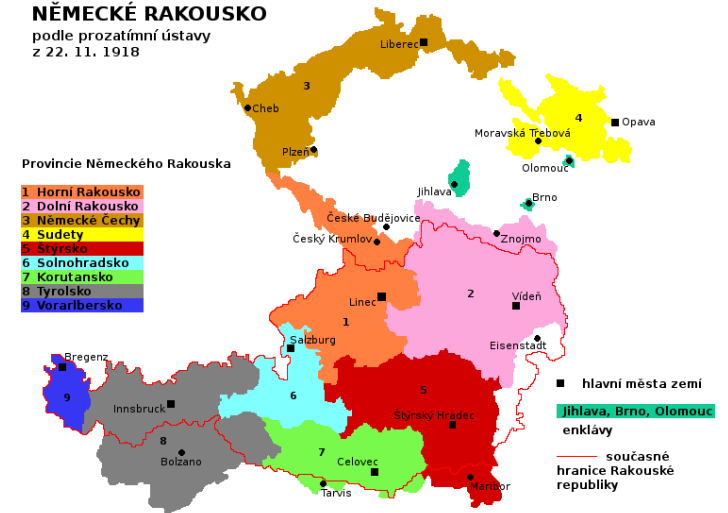 NĚMECKÉ RAKOUSKO
podle prozatímní ústavy
z 22. 11. 1918
Liberec
3
Cheb
Plzeň
4
Opava
Moravská Třebová
Olomouc
Jihlava
Brno
Provincie Německého Rakouska
1 Horní Rakousko
2 Dolní Rakousko
3 Německé Čechy
4 Sudety
5 Štýrsko
6 Solnohradsko
7 Korutansko
8 Tyrolsko
9 Vorarlbersko
České Budějovice
Český Krumlov
Znojmo
Linec
2
Vídeň
1
Salzburg
Eisenstadt
Bregenz
9
Innsbruck
6
5
Štýrský Hradec
8
Bolzano
7
Celovec
Tarvis
Maribor
hlavní města zemí
Jihlava, Brno, Olomouc
enklávy
současné
hranice Rakouské
republiky